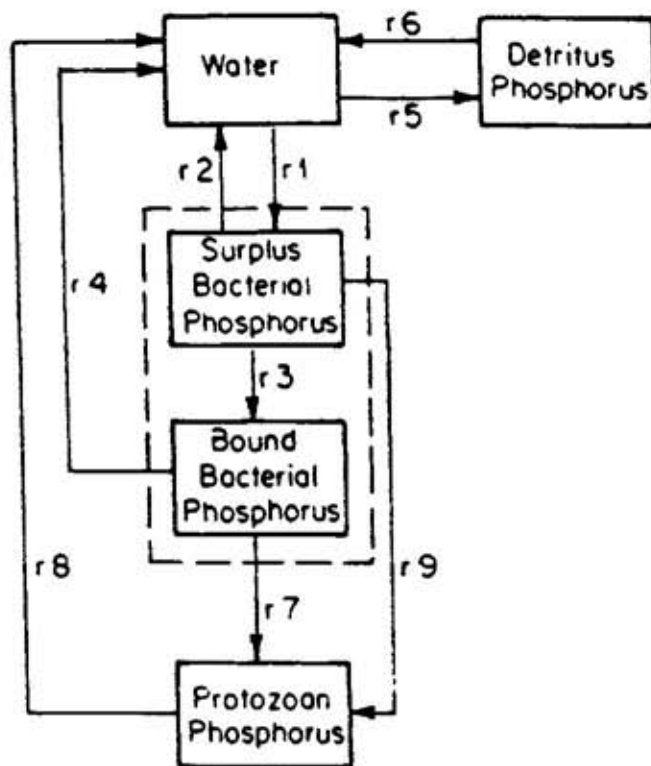 Water
r6
Detritus
Phosphorus
r5
r2
r1
Surplus
Bacterial
Phosphorus
r4
r3
Bound
Bacterial
Phosphorus
r8
r9
r7
Protozoan
Phosphorus